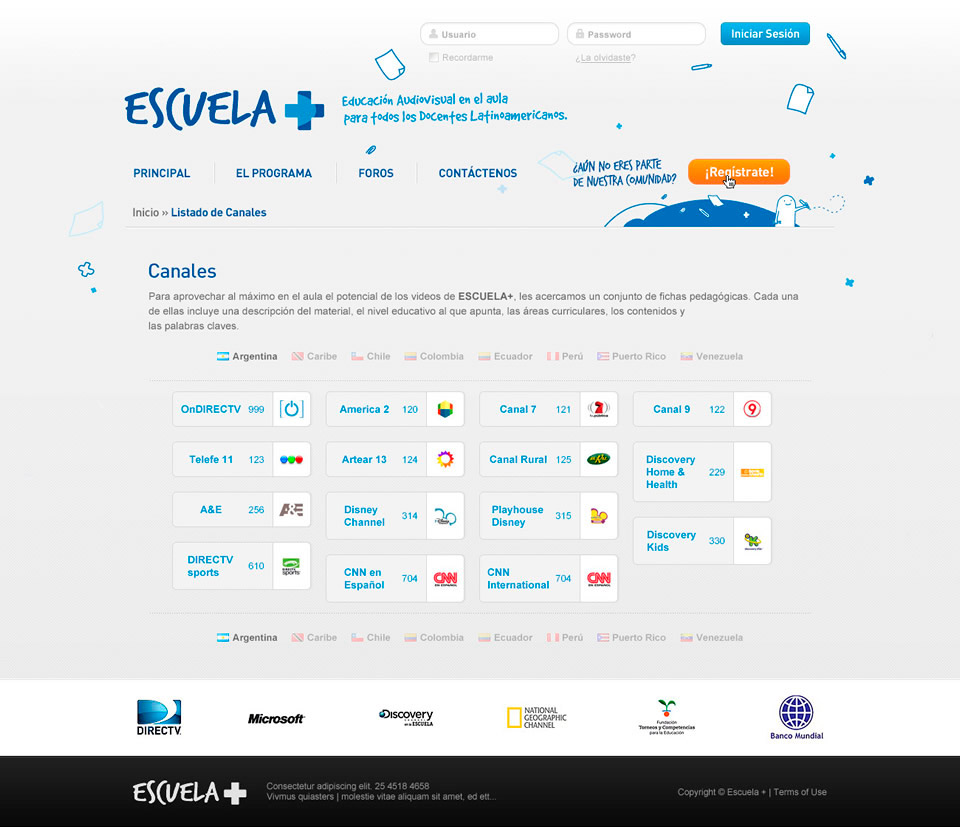 Usuario
Password
Iniciar Sesión
Recordarme
¿La olvidaste?
ESCUELA+
Educación Audiovisual en el aula
para todos los Docentes Latinoamericanos.
PRINCIPAL
EL PROGRAMA
FOROS
CONTÁCTENOS
¿AÚN NO ERES PARTE
DE NUESTRA COMUNIDAD?
¡Regístrate!
Inicio » Listado de Canales
Canales
Para aprovechar al máximo en el aula el potencial de los videos de ESCUELA+, les acercamos un conjunto de fichas pedagógicas. Cada una
de ellas incluye una descripción del material, el nivel educativo al que apunta, las áreas curriculares, los contenidos y
las palabras claves.
Argentina Caribe Chile Colombia Ecuador Perú Puerto Rico Venezuela
OnDIRECTV 999
America 2 120
Canal 7 121
Canal 9 122
9
Telefe 11 123
Artear 13 124
Canal Rural 125
Discovery
Home & 229
Health
A&E 256
A&E
Disney
Channel 314
Playhouse
Disney 315
Discovery
Kids 330
DIRECTV
sports 610
SPORTS
CNN en
Español 704
CNN
EN ESPAÑOL
CNN
International 704
CNN
EN ESPAÑOL
Argentina Caribe Chile Colombia Ecuador Perú Puerto Rico Venezuela
DIRECTV
Microsoft
Discovery
en la ESCUELA
NATIONAL
GEOGRAPHIC
CHANNEL
Fundación
Torneos y Competencias
para la Educación
Banco Mundial
ESCUELA+
Consectetur adipiscing elit. 25 4518 4658
Vivmus quiasters | molestie vitae aliquam sit amet, ed ett...
Copyright © Escuela + | Terms of Use